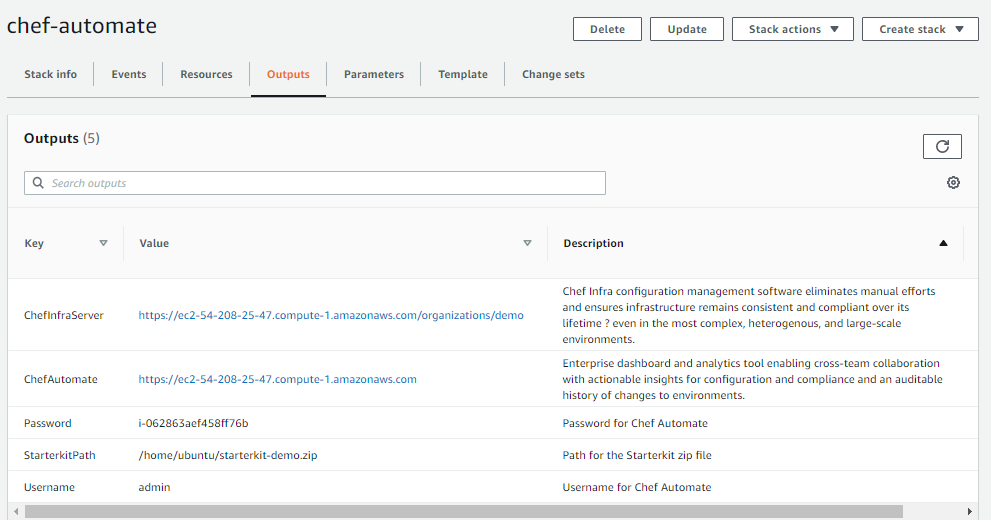 chef-automate
Delete
Update
Stack actions
Create stack
Stack info
Events
Resources
Outputs
Parameters
Template
Change sets
Outputs (5)
Search outputs
Key
Value
Description
ChefInfraServer
https://ec2-54-208-25-47.compute-1.amazonaws.com/organizations/demo
Chef Infra configuration management software eliminates manual efforts
and ensures infrastructure remains consistent and compliant over its
lifetime ? even in the most complex, heterogenous, and large-scale
environments.
ChefAutomate
https://ec2-54-208-25-47.compute-1.amazonaws.com
Enterprise dashboard and analytics tool enabling cross-team collaboration
with actionable insights for configuration and compliance and an auditable
history of changes to environments.
Password
i-062863aef458ff76b
Password for Chef Automate
StarterkitPath
/home/ubuntu/starterkit-demo.zip
Path for the Starterkit zip file
Username
admin
Username for Chef Automate